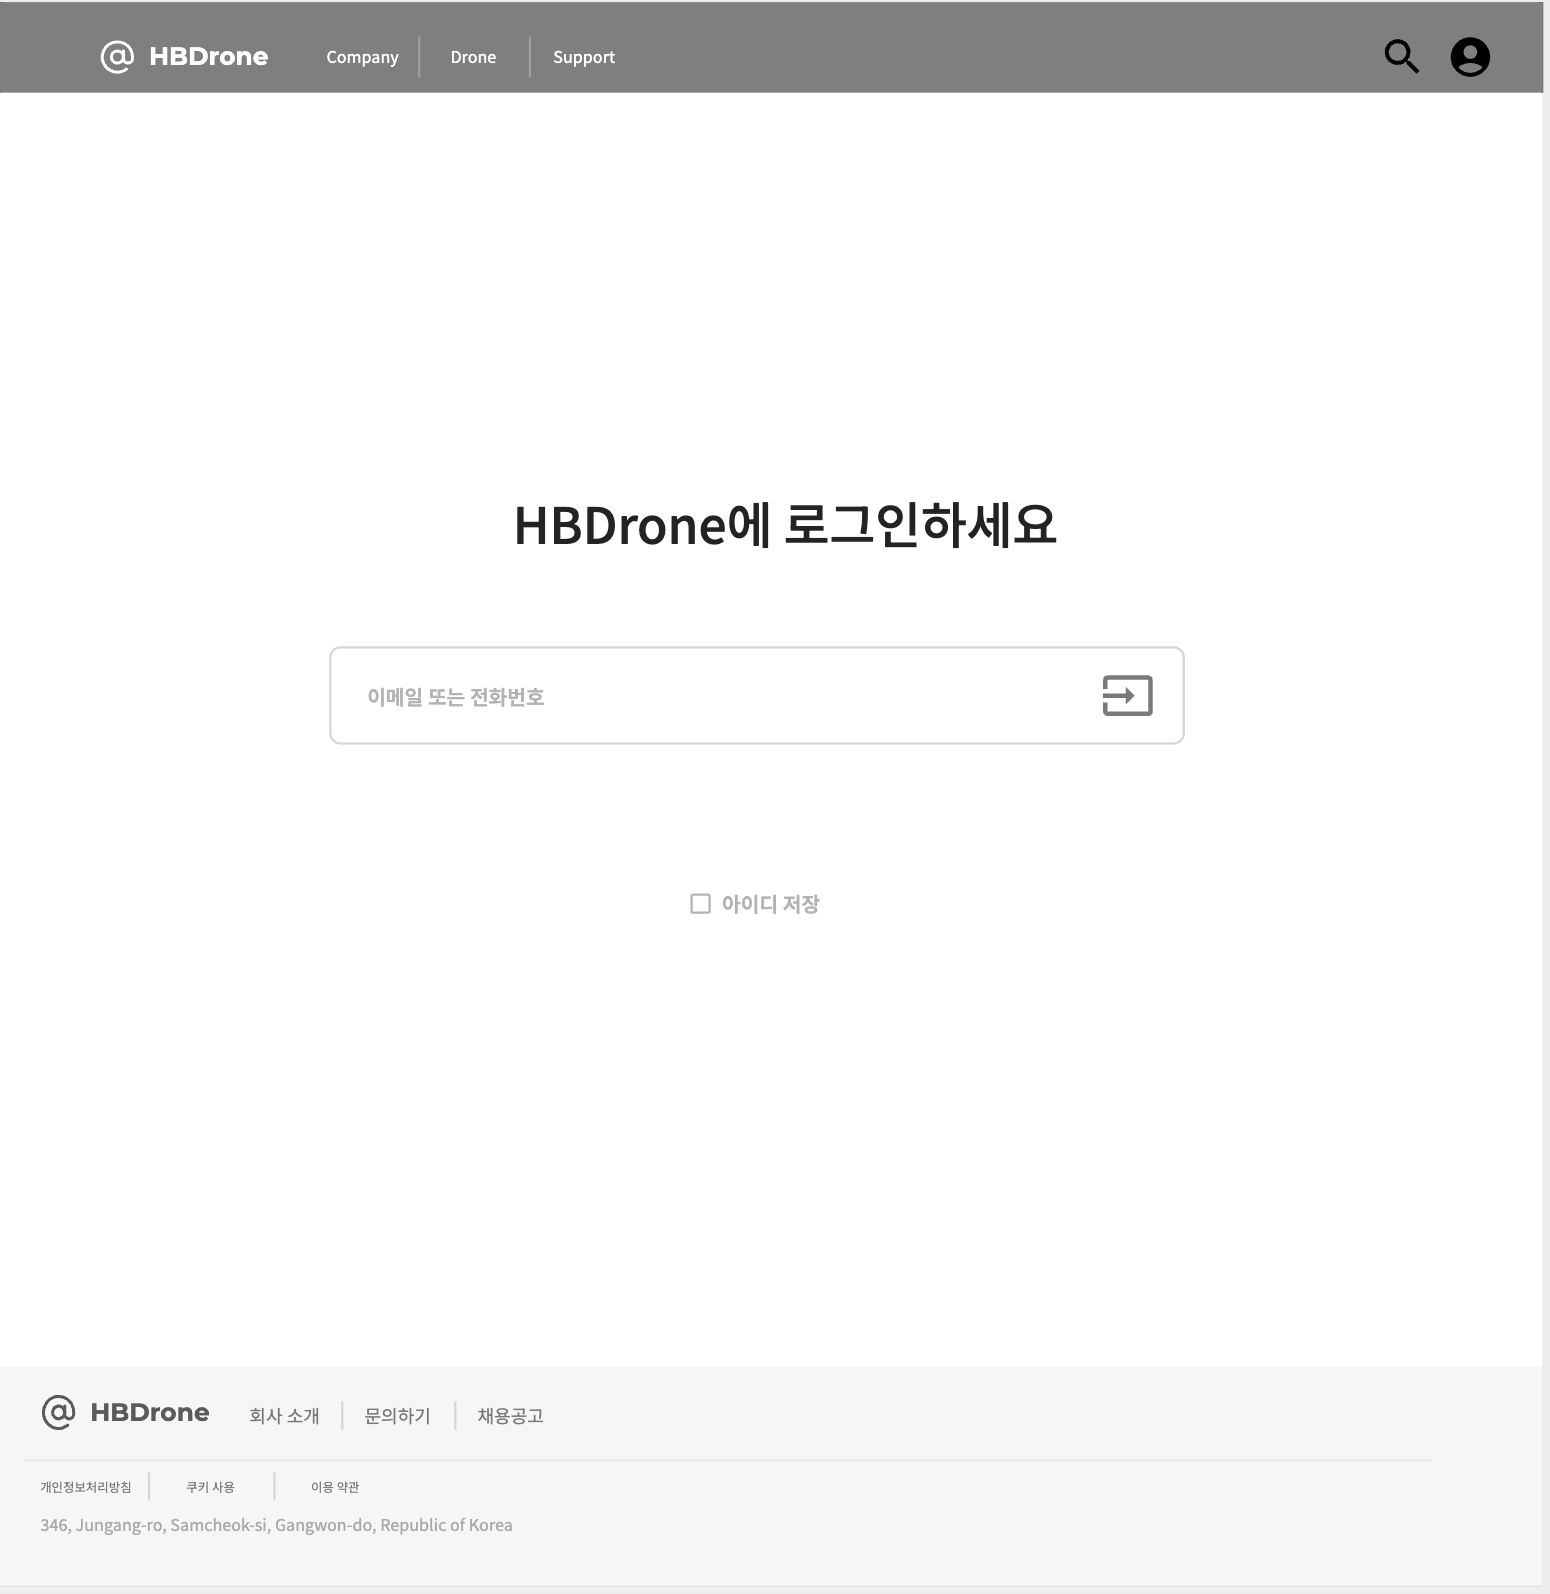 @ HBDrone Company Drone Support
HBDrone에 로그인하세요
이메일 또는 전화번호
아이디 저장
@ HBDrone 회사 소개 문의하기 채용공고
개인정보처리방침 쿠키 사용 이용 약관
346, Jungang-ro, Samcheok-si, Gangwon-do, Republic of Korea